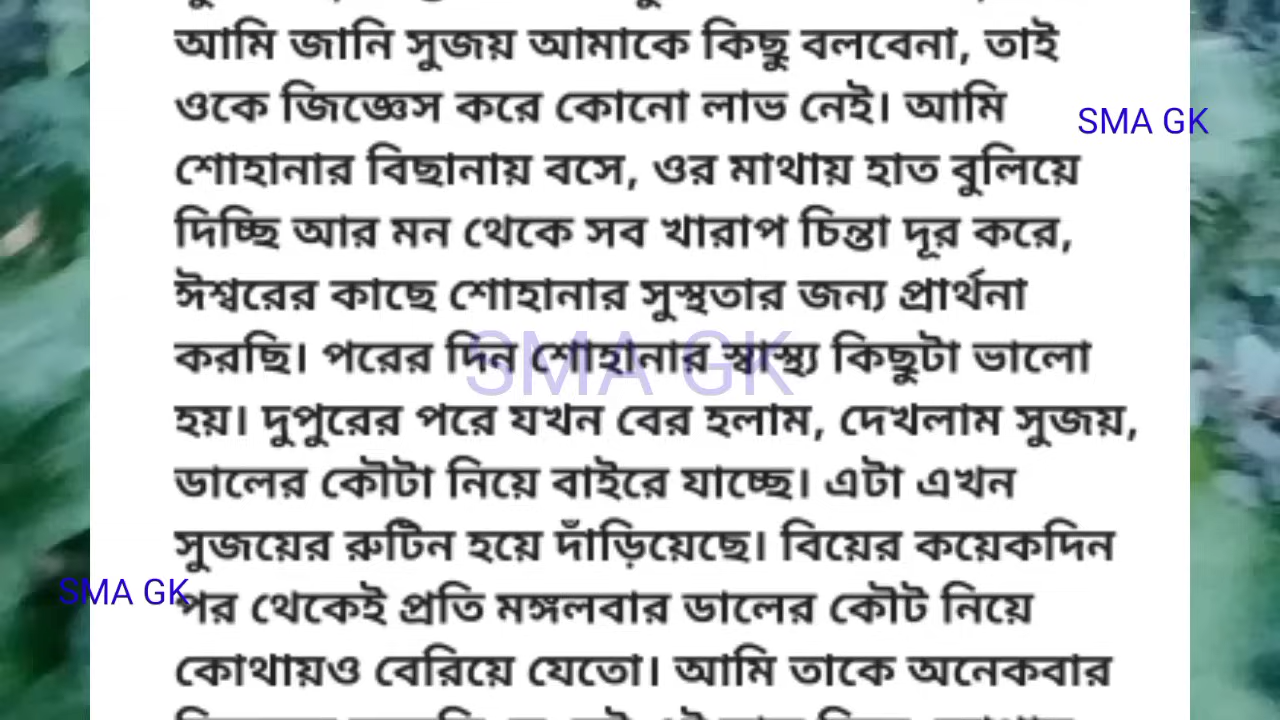 আমি জানি সুজয় আমাকে কিছু বলবেনা, তাই
ওকে জিজ্ঞেস করে কোনো লাভ নেই। আমি
SMA GK
শোহানার বিছানায় বসে, ওর মাথায় হাত বুলিয়ে
দিচ্ছি আর মন থেকে সব খারাপ চিন্তা দূর করে,
ঈশ্বরের কাছে শোহানার সুস্থতার জন্য প্রার্থনা
করছি। পরের দিন শোহানার স্বাস্থ্য কিছুটা ভালো
SMA GK
হয়। দুপুরের পরে যখন বের হলাম, দেখলাম সুজয়,
ডালের কৌটা নিয়ে বাইরে যাচ্ছে। এটা এখন
সুজয়ের রুটিন হয়ে দাঁড়িয়েছে। বিয়ের কয়েকদিন
SMA GK
পর থেকেই প্রতি মঙ্গলবার ডালের কৌট নিয়ে
কোথায়ও বেরিয়ে যেতো। আমি তাকে অনেকবার